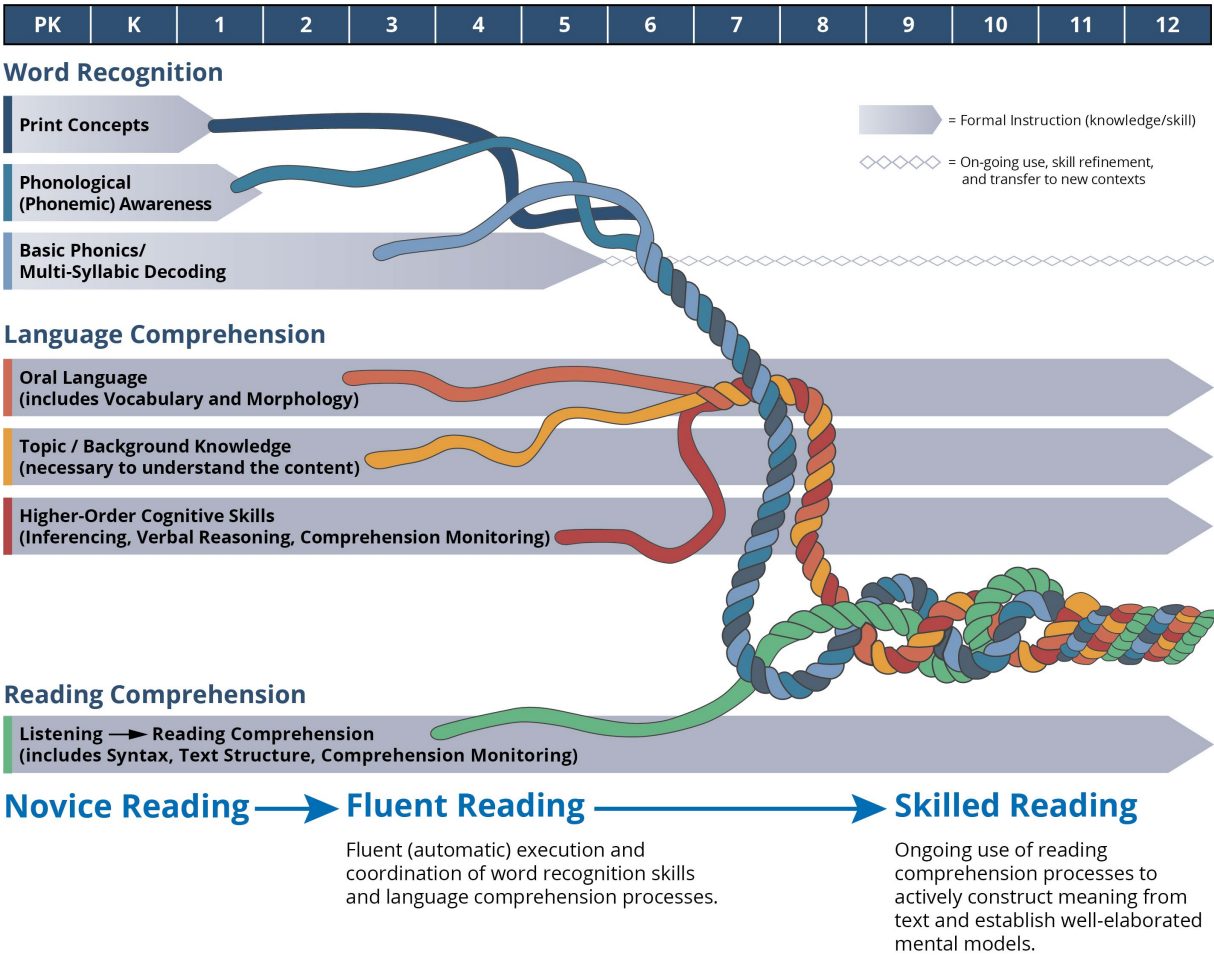 PK K 1 2 3 4 5 6 7 8 9 10 11 12
Word Recognition
Print Concepts
= Formal Instruction (knowledge/skill)
= On-going use, skill refinement,
and transfer to new contexts
Phonological
(Phonemic) Awareness
Basic Phonics/
Multi-Syllabic Decoding
Language Comprehension
Oral Language
(includes Vocabulary and Morphology)
Topic / Background Knowledge
(necessary to understand the content)
Higher-Order Cognitive Skills
(Inferencing, Verbal Reasoning, Comprehension Monitoring)
Reading Comprehension
Listening → Reading Comprehension
(includes Syntax, Text Structure, Comprehension Monitoring)
Novice Reading → Fluent Reading → Skilled Reading
Fluent (automatic) execution and
coordination of word recognition skills
and language comprehension processes.
Ongoing use of reading
comprehension processes to
actively construct meaning from
text and establish well-elaborated
mental models.